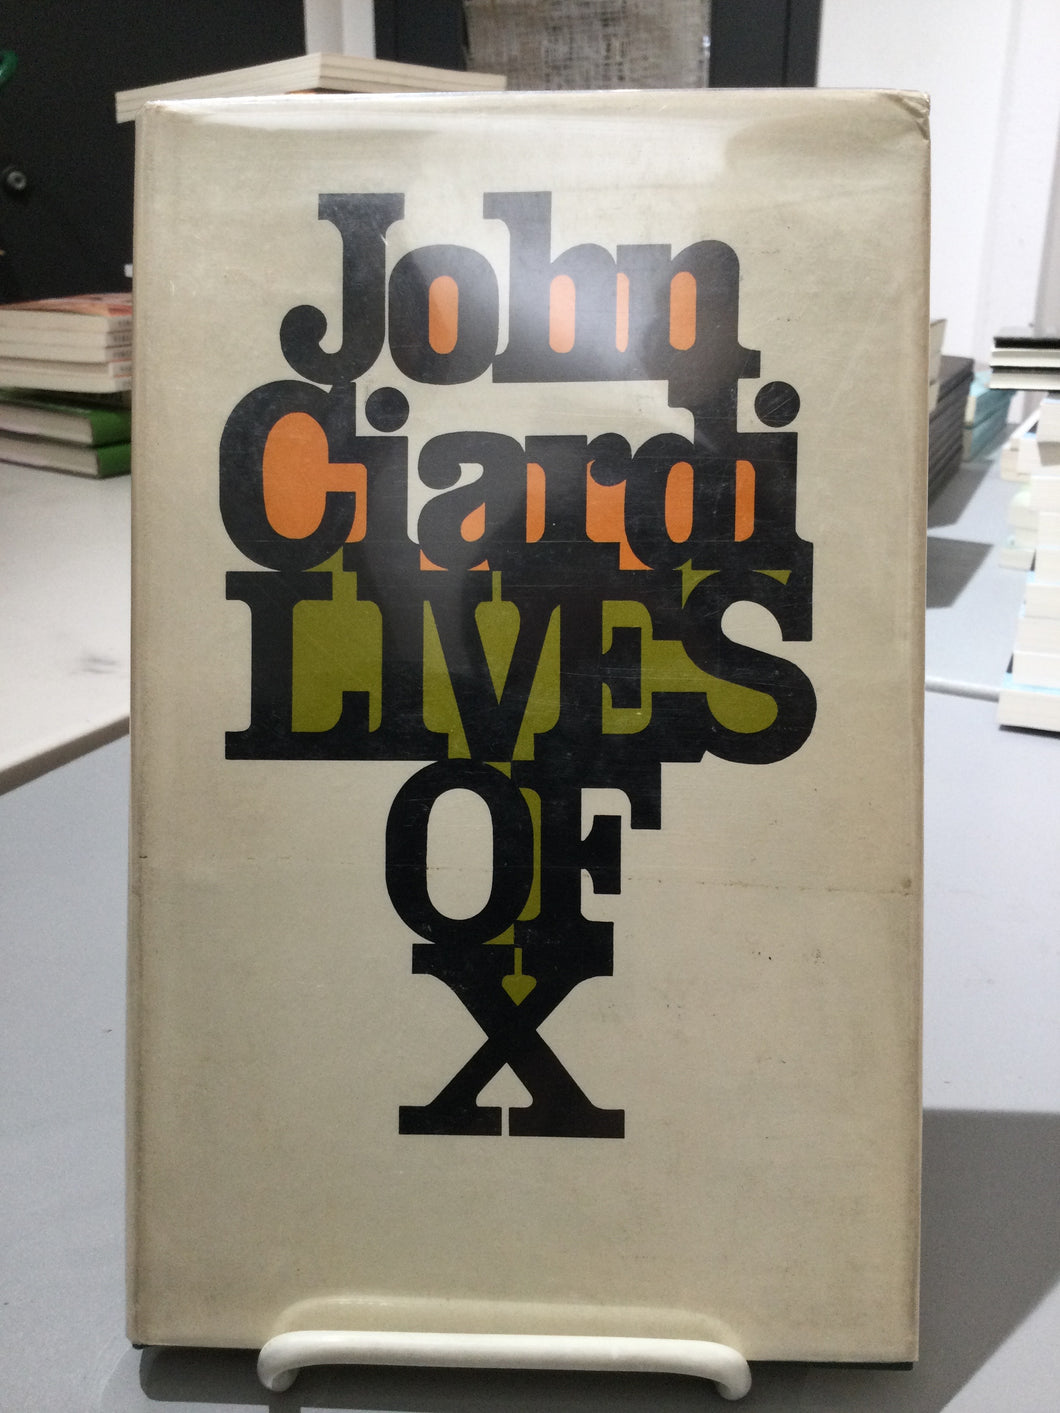 John
Ciardi
LIVES
OF
X